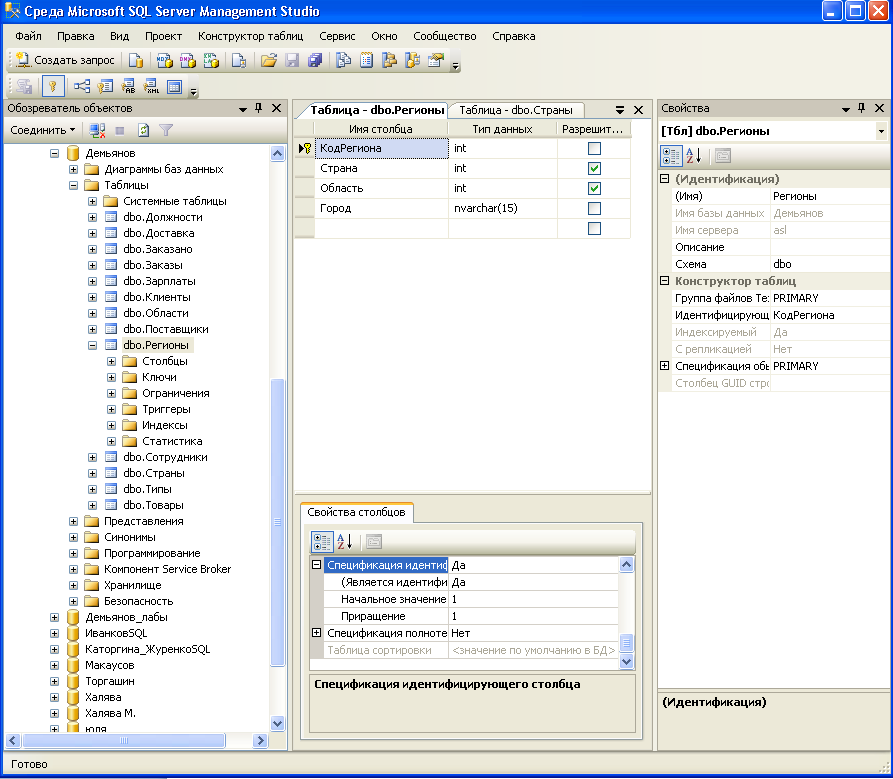 Среда Microsoft SQL Server Management Studio
Файл Правка Вид Проект Конструктор таблиц Сервис Окно Сообщество Справка
Создать запрос
Обозреватель объектов
Соединить
Демьянов
Диаграммы баз данных
Таблицы
Системные таблицы
dbo.Должности
dbo.Доставка
dbo.Заказано
dbo.Заказы
dbo.Зарплаты
dbo.Клиенты
dbo.Области
dbo.Поставщики
dbo.Регионы
Столбцы
Ключи
Ограничения
Триггеры
Индексы
Статистика
dbo.Сотрудники
dbo.Страны
dbo.Типы
dbo.Товары
Представления
Синонимы
Программирование
Компонент Service Broker
Хранилище
Безопасность
Демьянов_лабы
ИванковSQL
Каторгина_ЖуренкоSQL
Макаусов
Торгашин
Халява
Халява М.
юля
Таблица - dbo.Регионы Таблица - dbo.Страны
Имя столбца Тип данных Разрешит...
КодРегиона int
Страна int
Область int
Город nvarchar(15)
Свойства столбцов
Спецификация идентиф Да
(Является идентифи Да
Начальное значение 1
Приращение 1
Спецификация полноте Нет
Таблица сортировки <значение по умолчанию в БД>
Спецификация идентифицирующего столбца
Свойства
[Тбл] dbo.Регионы
(Идентификация)
(Имя) Регионы
Имя базы данных Демьянов
Имя сервера asl
Описание
Схема dbo
Конструктор таблиц
Группа файлов Te: PRIMARY
Идентифицирующ КодРегиона
Индексируемый Да
С репликацией Нет
Спецификация обы PRIMARY
Столбец GUID стро
(Идентификация)
Готово